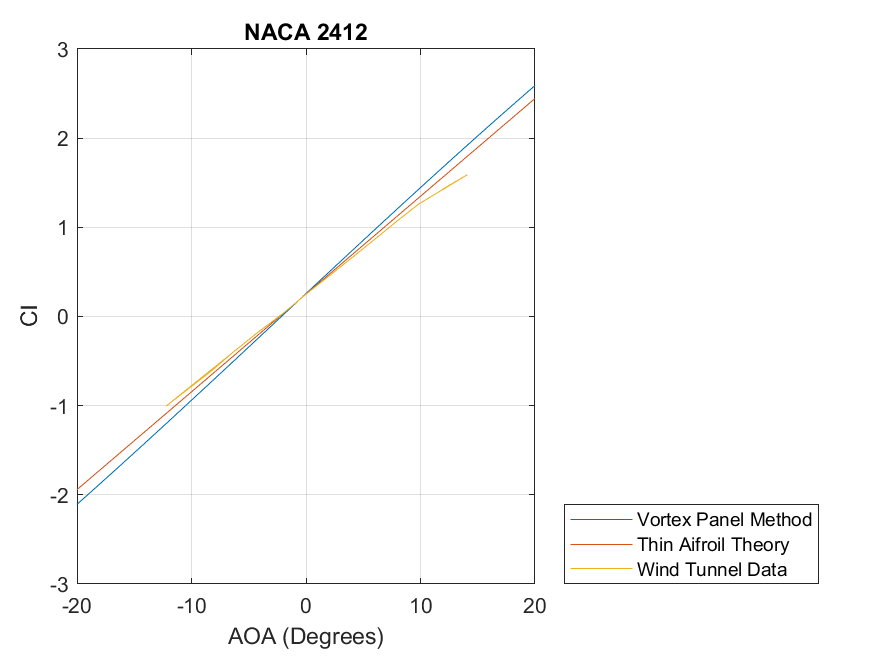 NACA 2412
3
2
1
0
-1
-2
-3
Cl
-20 -10 0 10 20
AOA (Degrees)
Vortex Panel Method
Thin Aifroil Theory
Wind Tunnel Data